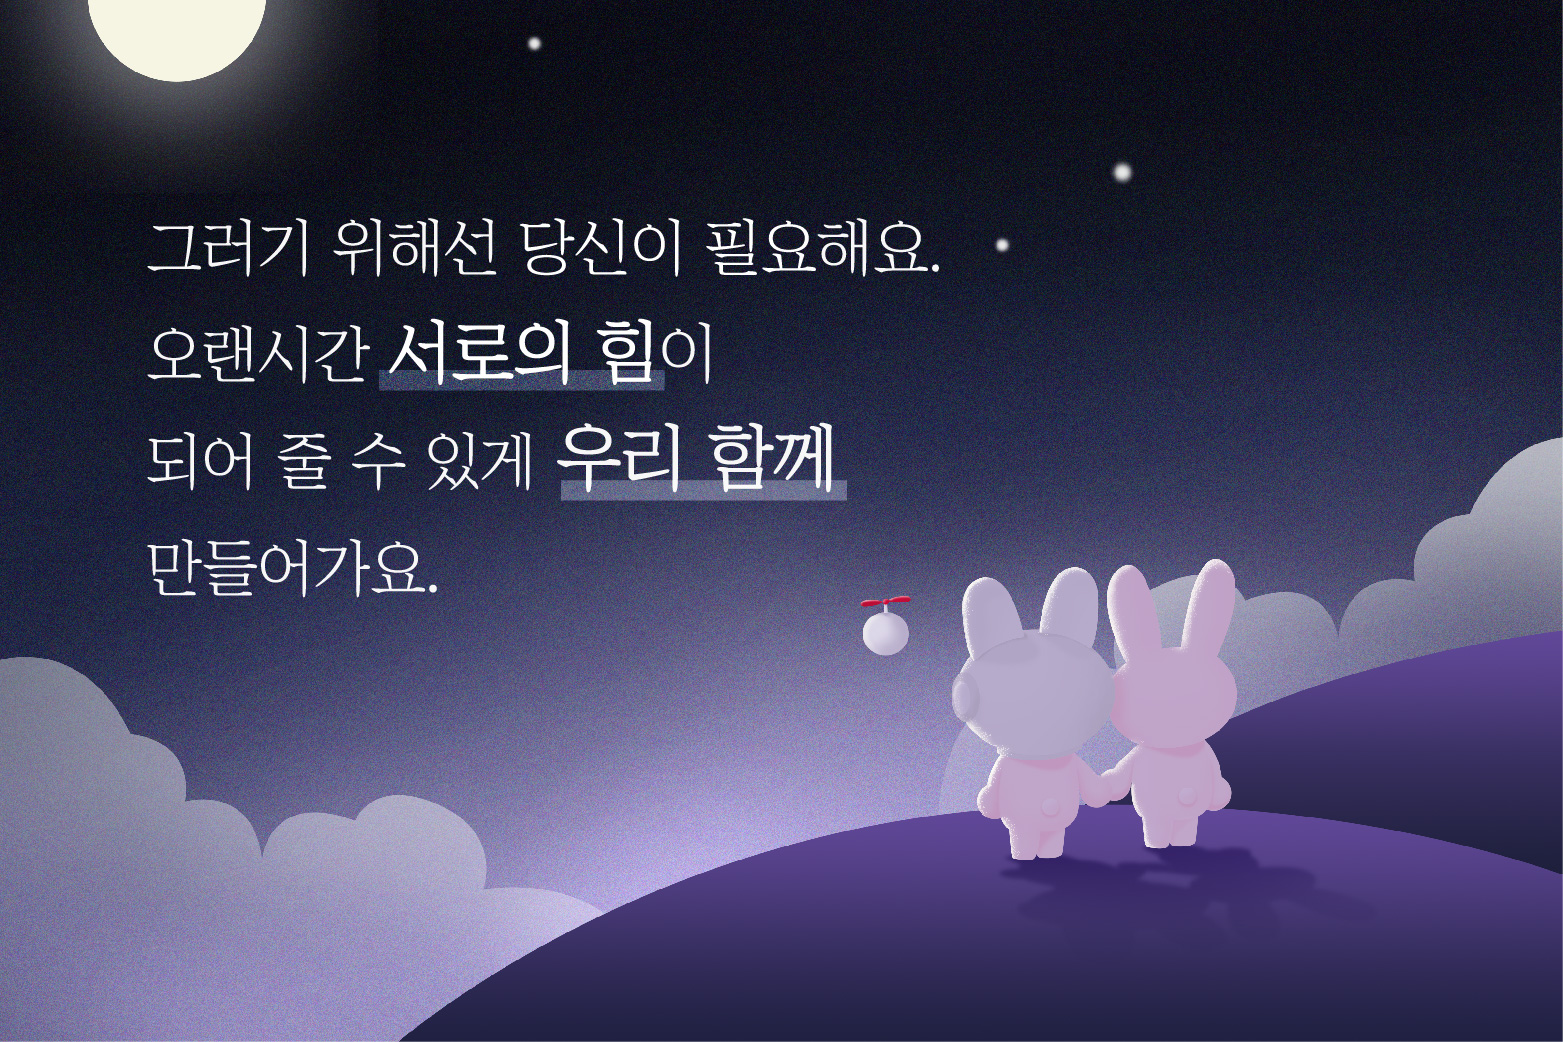 그러기 위해선 당신이 필요해요.
오랜시간 서로의 힘이
되어 줄 수 있게 우리 함께
만들어가요.